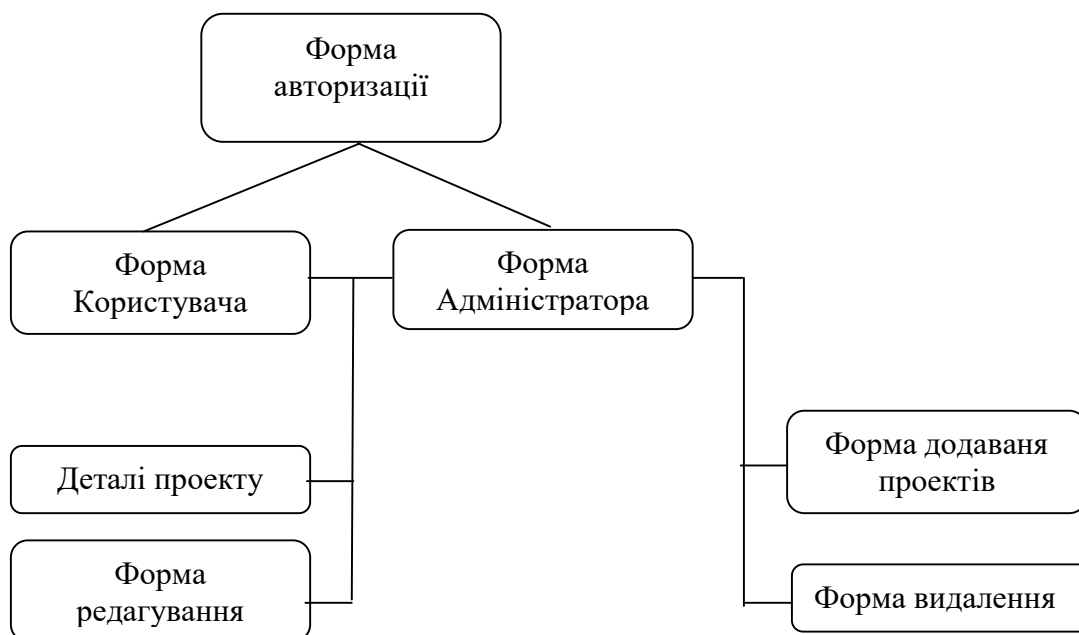 Форма
авторизації
Форма
Користувача
Форма
Адміністратора
Деталі проекту
Форма додаваня
проектів
Форма
редагування
Форма видалення